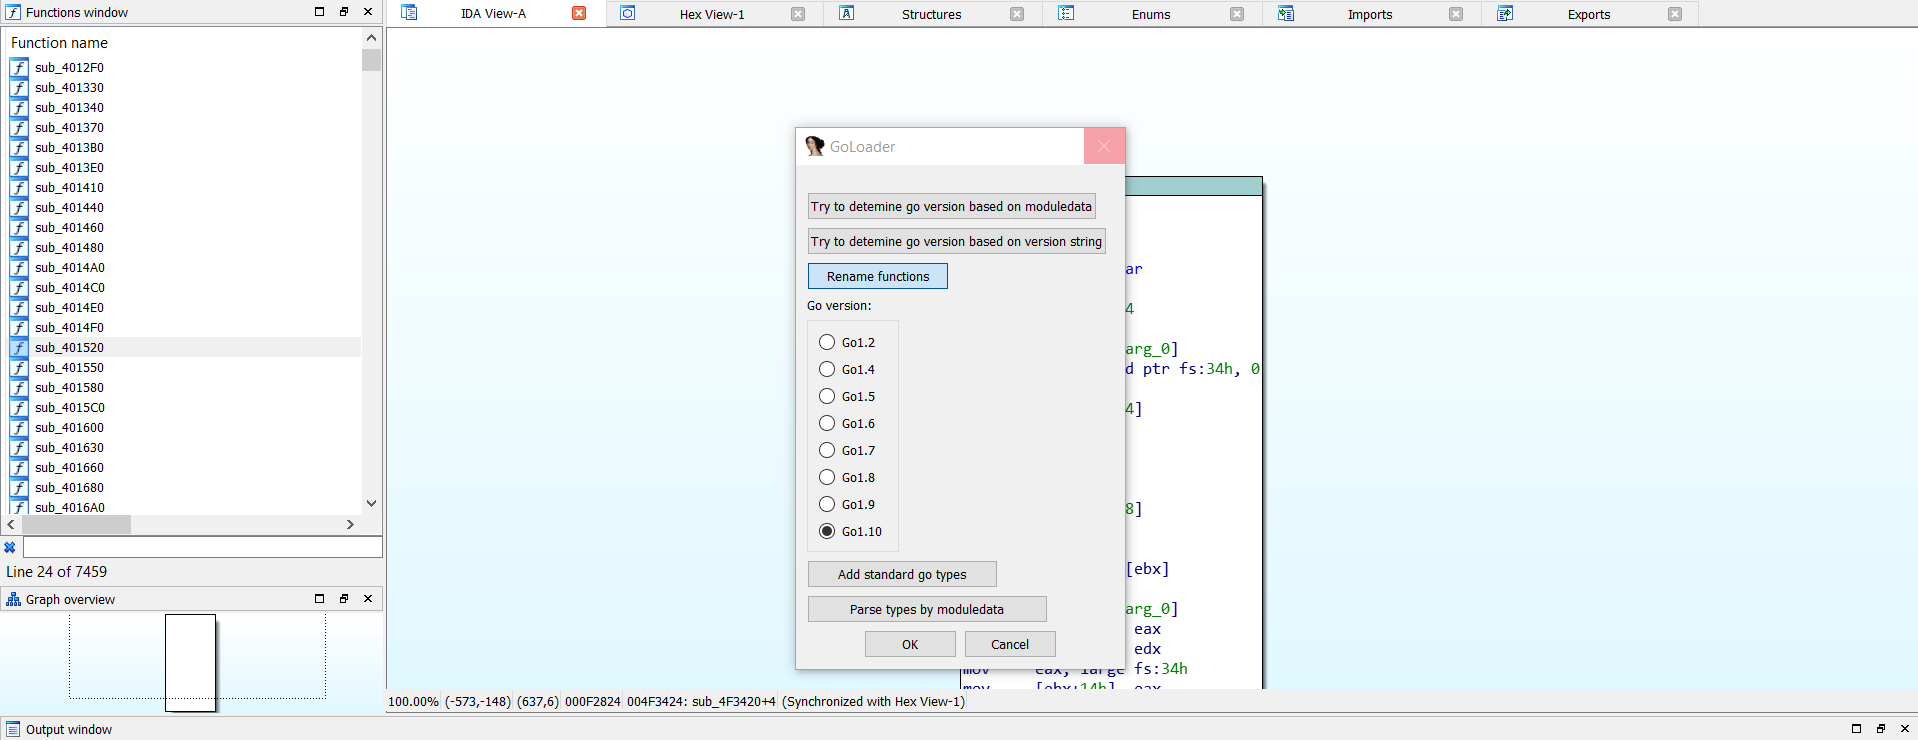 Functions window
IDA View-A
Hex View-1
Structures
Enums
Imports
Exports
Function name
sub_4012F0
sub_401330
sub_401340
sub_401370
sub_4013B0
sub_4013E0
sub_401410
sub_401440
sub_401460
sub_401480
sub_4014A0
sub_4014C0
sub_4014E0
sub_4014F0
sub_401520
sub_401550
sub_401580
sub_4015C0
sub_401600
sub_401630
sub_401660
sub_401680
sub_4016A0
Line 24 of 7459
Graph overview
GoLoader
Try to detemine go version based on moduledata
Try to detemine go version based on version string
Rename functions
Go version:
Go1.2
Go1.4
Go1.5
Go1.6
Go1.7
Go1.8
Go1.9
Go1.10
Add standard go types
Parse types by moduledata
OK
Cancel
ar
4
arg_0]
d ptr fs:34h, 0
4]
8]
[ebx]
arg_0]
eax
edx
mov eax, large fs:34h
mov [ebx+14h], eax
100.00% (-573,-148) (637,6) 000F2824 004F3424: sub_4F3420+4 (Synchronized with Hex View-1)
Output window